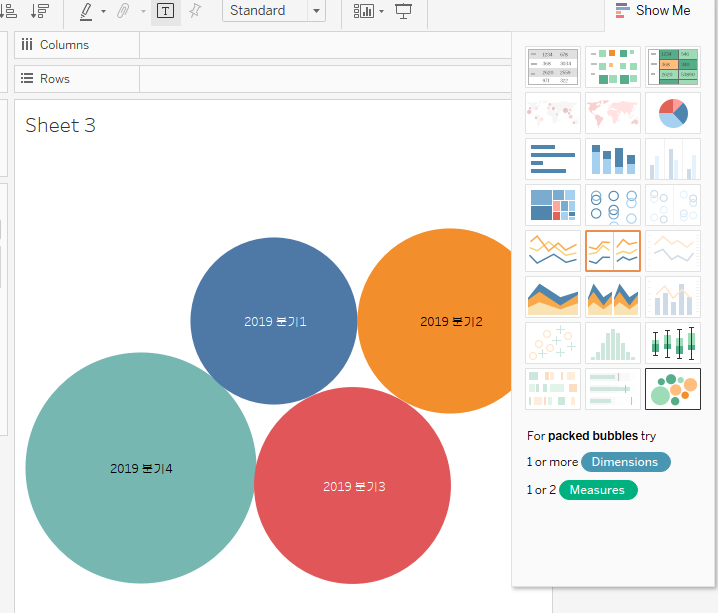 Standard
Show Me
Columns
Rows
Sheet 3
2019 분기1
2019 분기2
2019 분기4
2019 분기3
For packed bubbles try
1 or more Dimensions
1 or 2 Measures